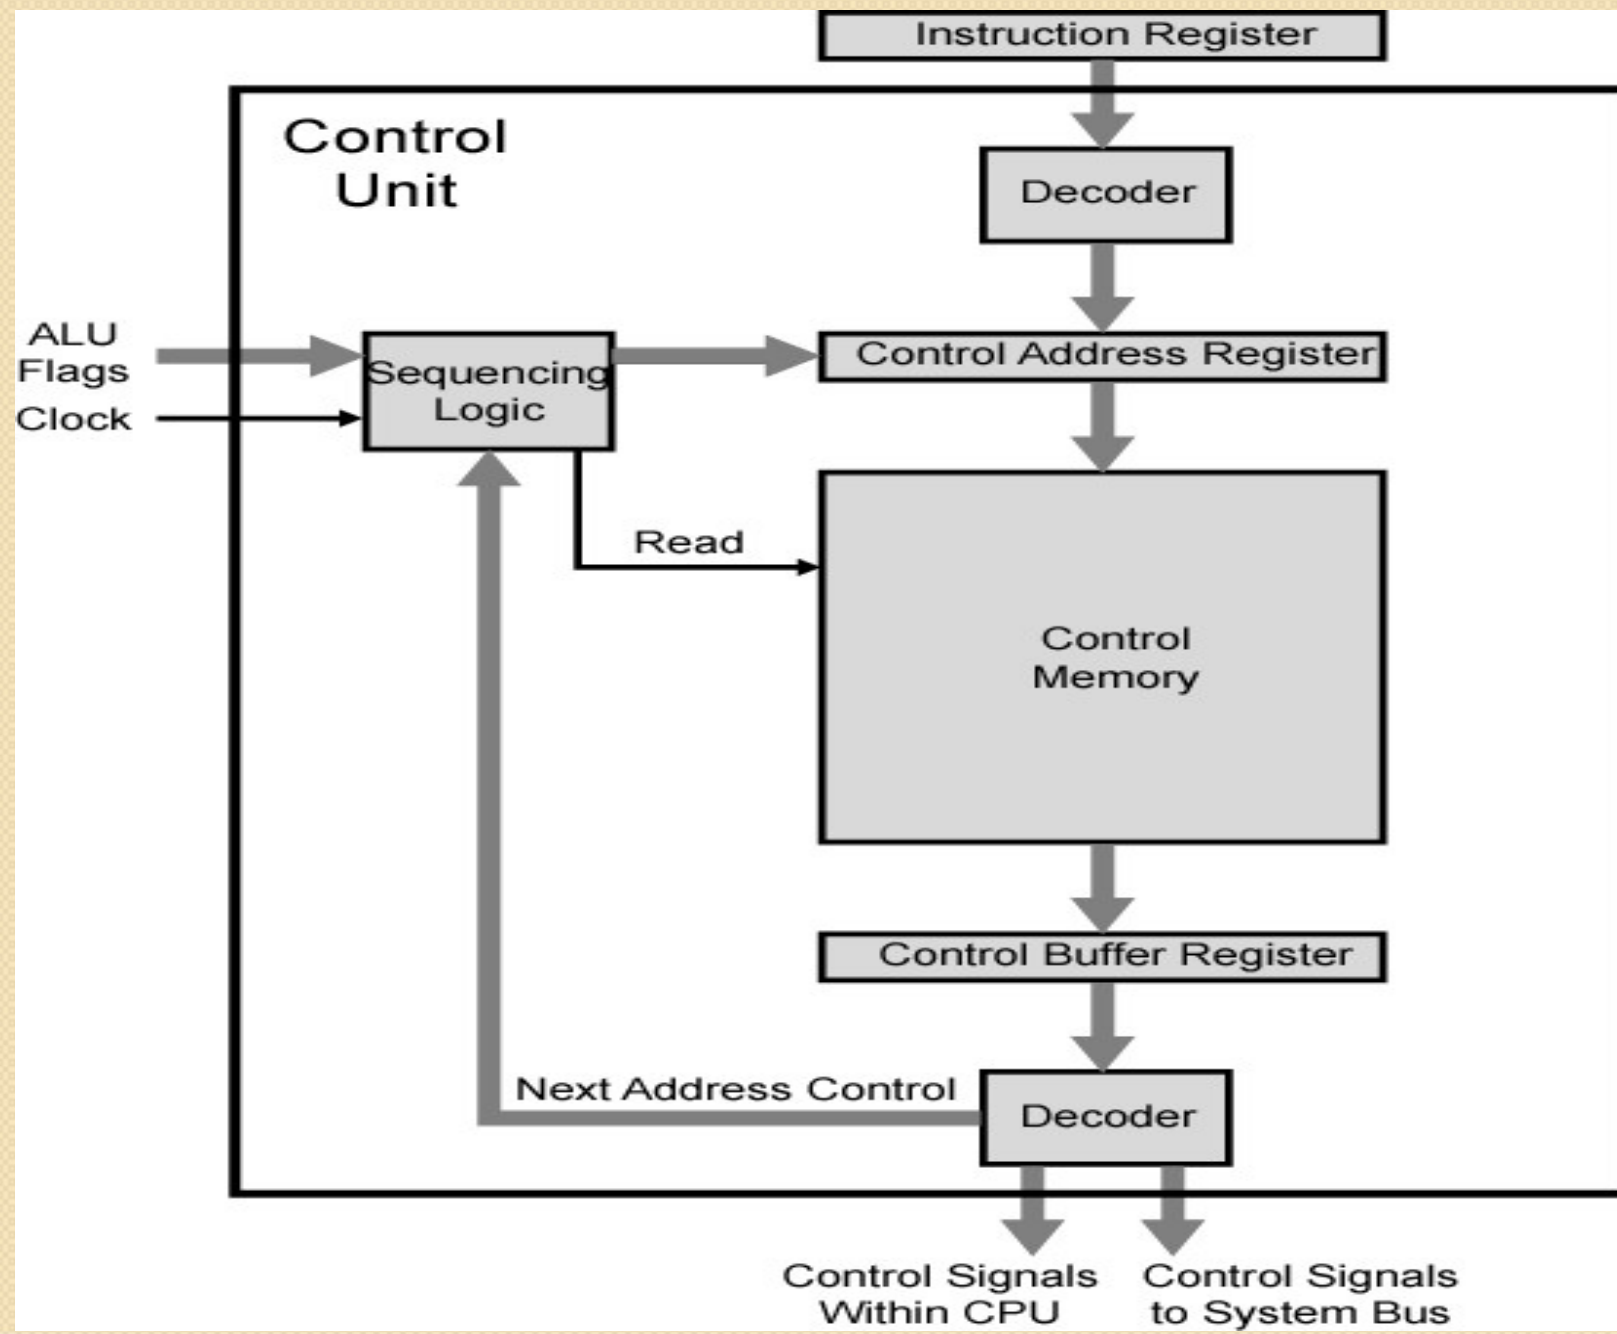 Instruction Register
Control
Unit
Decoder
ALU
Flags
Clock
Sequencing
Logic
Control Address Register
Read
Control
Memory
Control Buffer Register
Next Address Control
Decoder
Control Signals
Within CPU
Control Signals
to System Bus